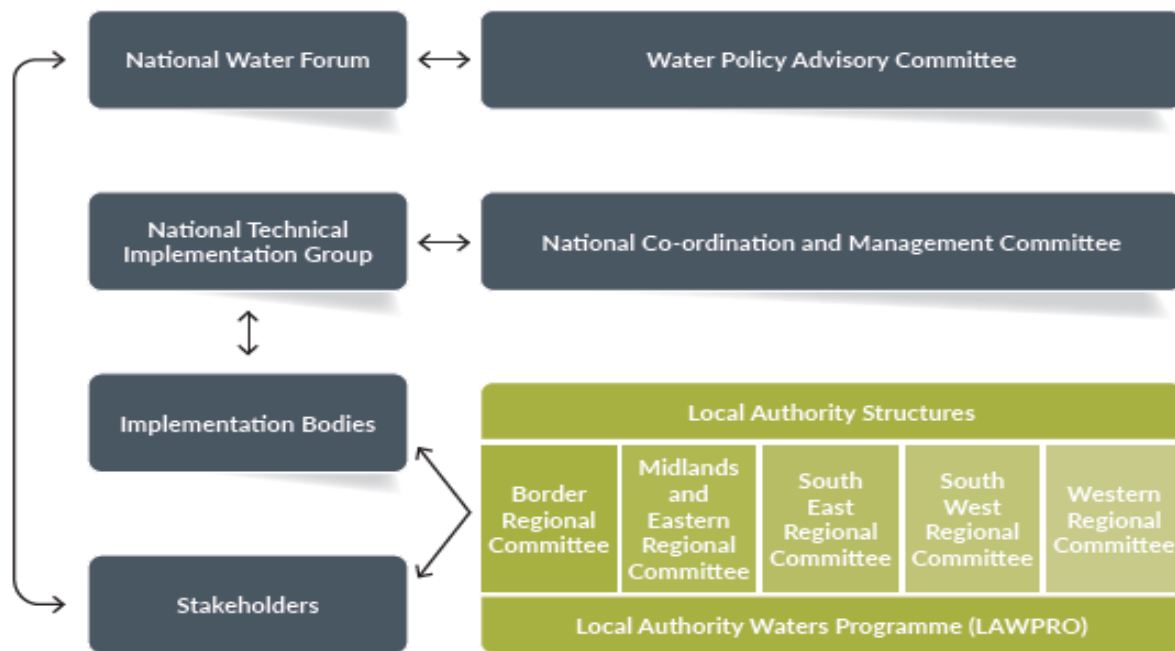 National Water Forum
Water Policy Advisory Committee
National Technical
Implementation Group
National Co-ordination and Management Committee
Implementation Bodies
Local Authority Structures
Border
Regional
Committee
Midlands
and
Eastern
Regional
Committee
South
East
Regional
Committee
South
West
Regional
Committee
Western
Regional
Committee
Stakeholders
Local Authority Waters Programme (LAWPRO)